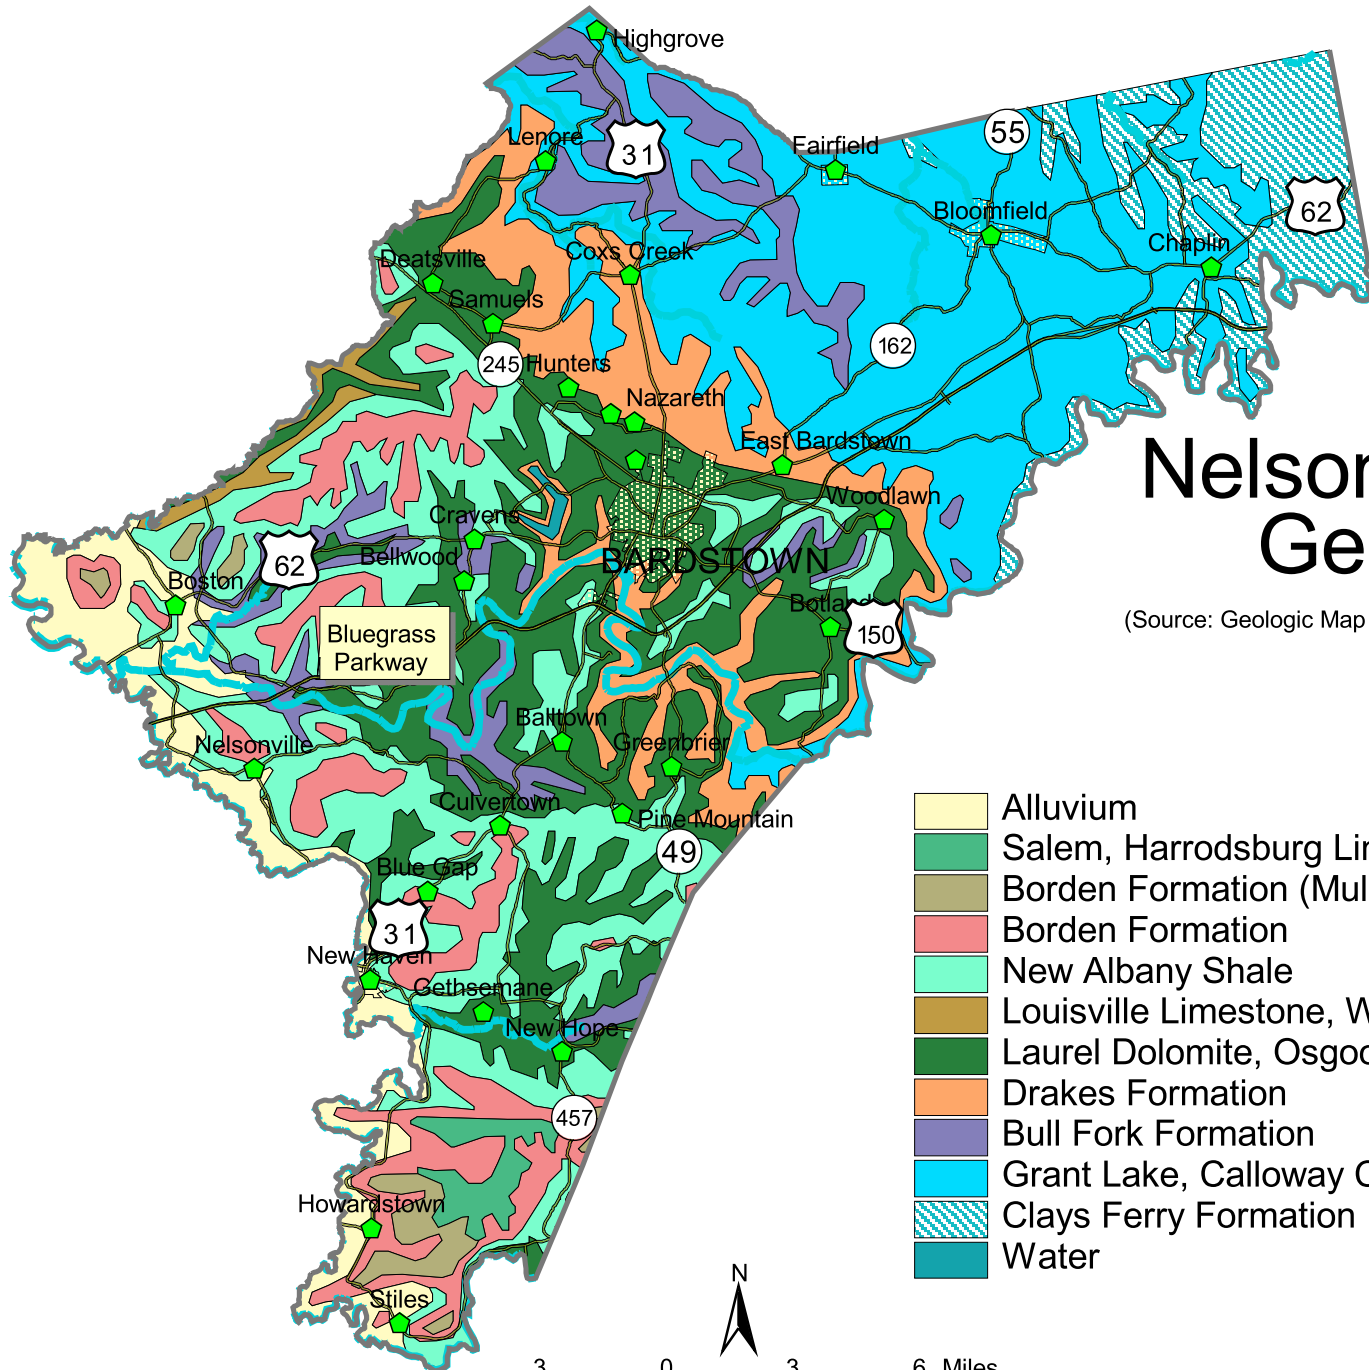 Highgrove
Lenore
31
Fairfield
55
Bloomfield
62
Chaplin
Deatsville
Coxs Creek
Samuels
162
245
Hunters
Nazareth
East Bardstown
Woodlawn
Cravens
Bellwood
62
BARDSTOWN
Boston
Botland
150
Bluegrass
Parkway
Balltown
Nelsonville
Greenbrier
Culvertown
Pine Mountain
49
Blue Gap
31
New Haven
Gethsemane
New Hope
457
Howardstown
Stiles
Nelson
Ge
(Source: Geologic Map
Alluvium
Salem, Harrodsburg Lim
Borden Formation (Mul
Borden Formation
New Albany Shale
Louisville Limestone, W
Laurel Dolomite, Osgoo
Drakes Formation
Bull Fork Formation
Grant Lake, Calloway C
Clays Ferry Formation
Water
N
3 0 3 6 Miles